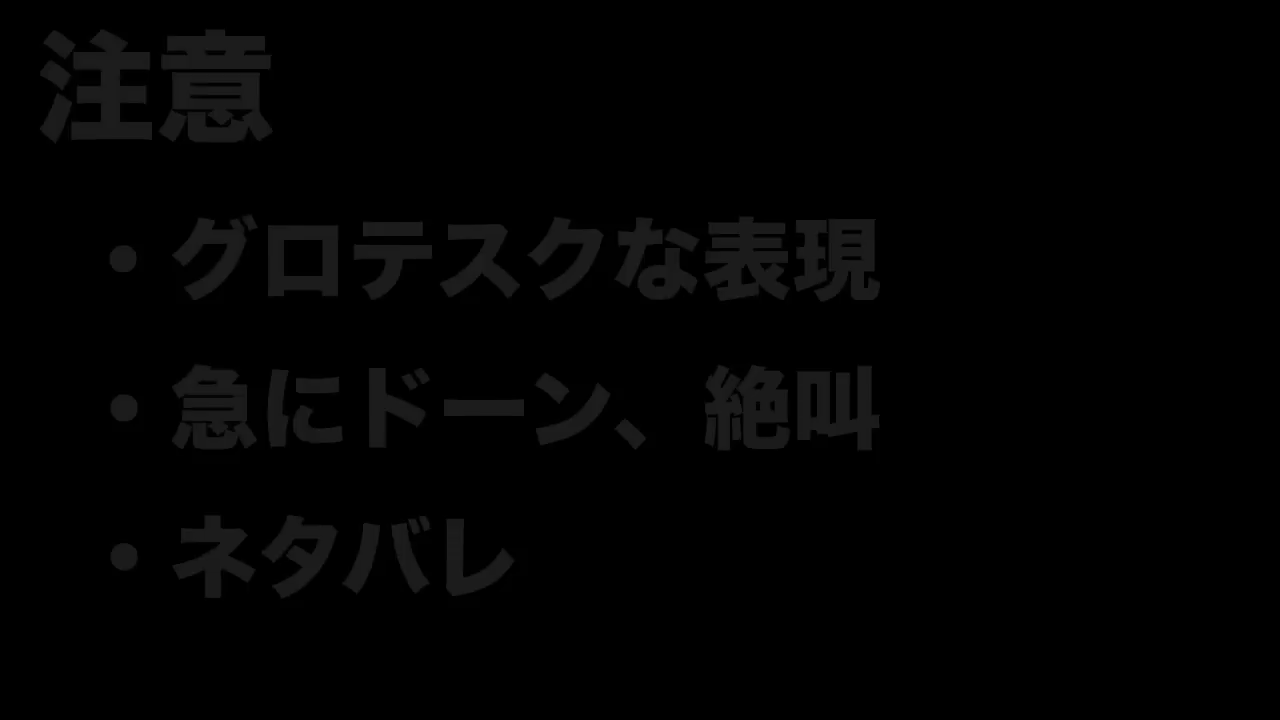 注意
・グロテスクな表現
・急にドーン、絶叫
・ネタバレ